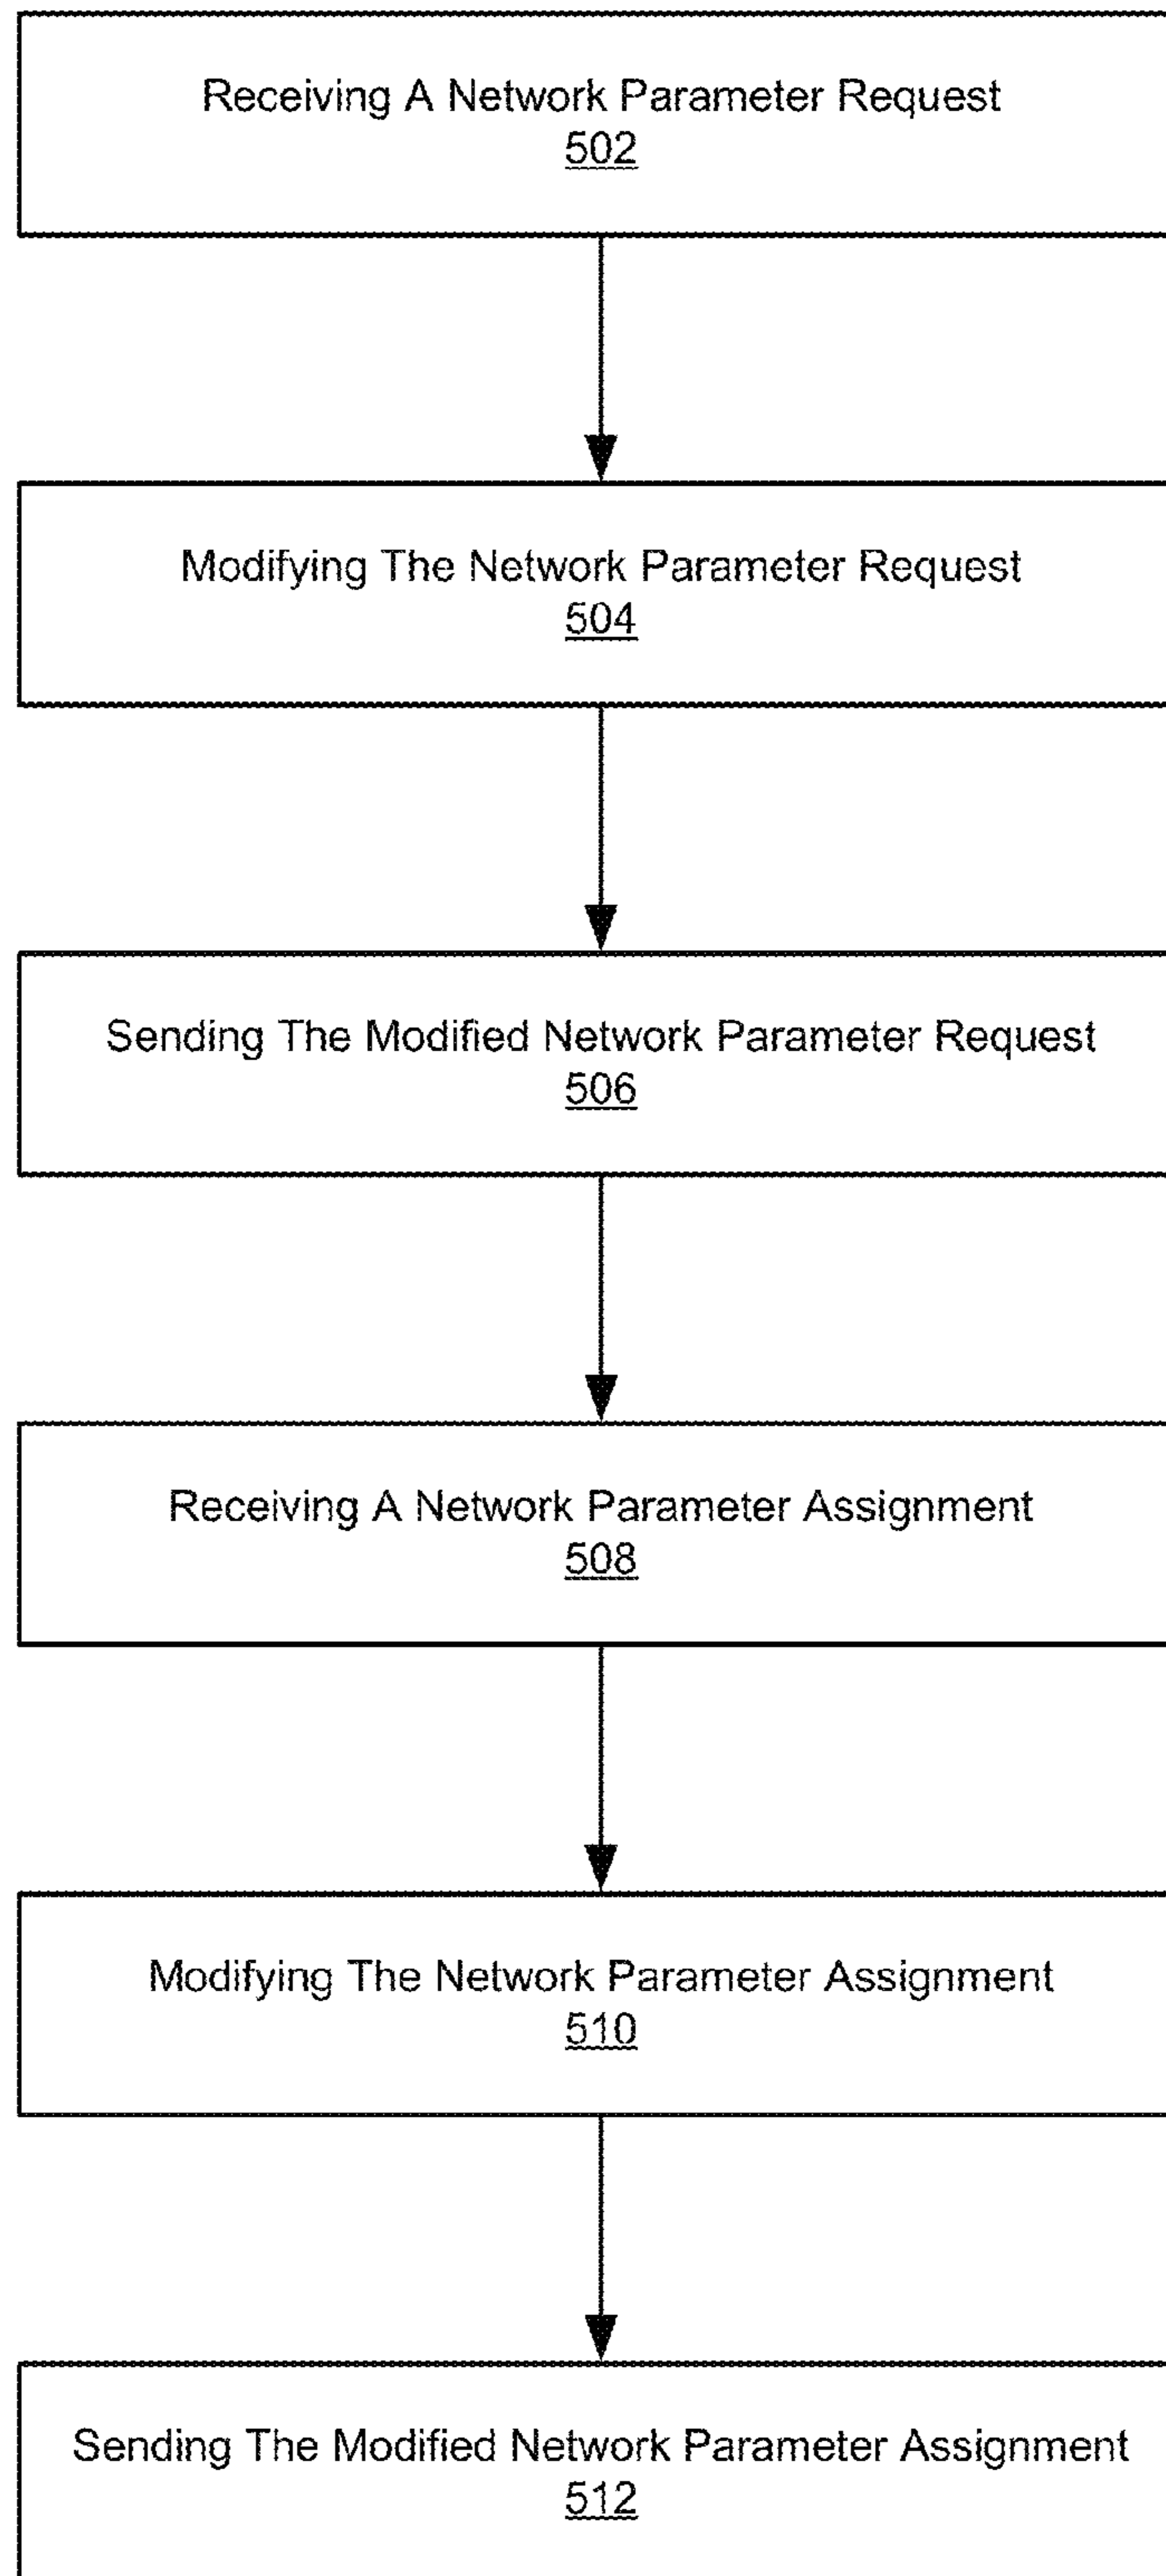 Receiving A Network Parameter Request
502
Modifying The Network Parameter Request
504
Sending The Modified Network Parameter Request
506
Receiving A Network Parameter Assignment
508
Modifying The Network Parameter Assignment
510
Sending The Modified Network Parameter Assignment
512